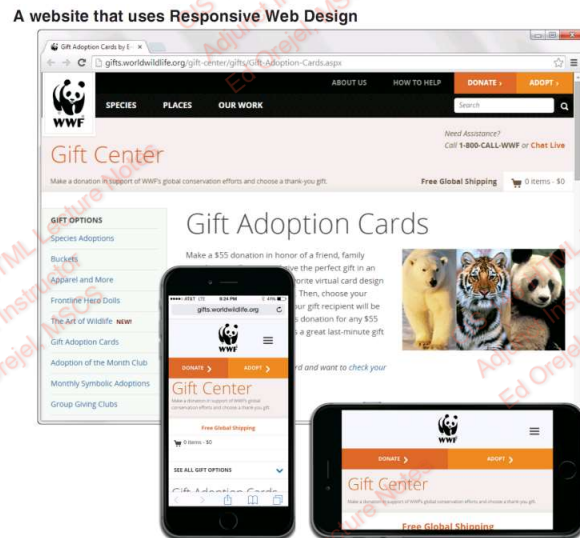 A website that uses Responsive Web Design
Gift Adoption Cards by E
gifts.worldwildlife.org/gift-center/gifts/Gift-Adoption-Cards.aspx
ABOUT US HOW TO HELP DONATE > ADOPT >
WWF
SPECIES PLACES OUR WORK
Search
Need Assistance?
Call 1-800-CALL-WWF or Chat Live
Gift Center
Make a donation in support of WWF's global conservation efforts and choose a thank-you gift.
Free Global Shipping 0 items - $0
GIFT OPTIONS
Species Adoptions
Buckets
Apparel and More
Frontline Hero Dolls
The Art of Wildlife NEW!
Gift Adoption Cards
Adoption of the Month Club
Monthly Symbolic Adoptions
Group Giving Clubs
Gift Adoption Cards
Make a $55 donation in honor of a friend, family
ive the perfect gift in an
orite virtual card design
Then, choose your
ur gift recipient will be
s donation for any $55
s a great last-minute gift
rd and want to check your
AT&T LTE 8:24 PM 41%
gifts.worldwildlife.org
WWF
DONATE > ADOPT >
Gift Center
Make a donation in support of WWF's global
conservation efforts and choose a thank-you gift.
Free Global Shipping
0 items - $0
SEE ALL GIFT OPTIONS
Gift Adoption Cards
WWF
DONATE > ADOPT >
Gift Center
Make a donation in support of WWF's global conservation efforts and choose a thank-you gift.
Free Global Shipping